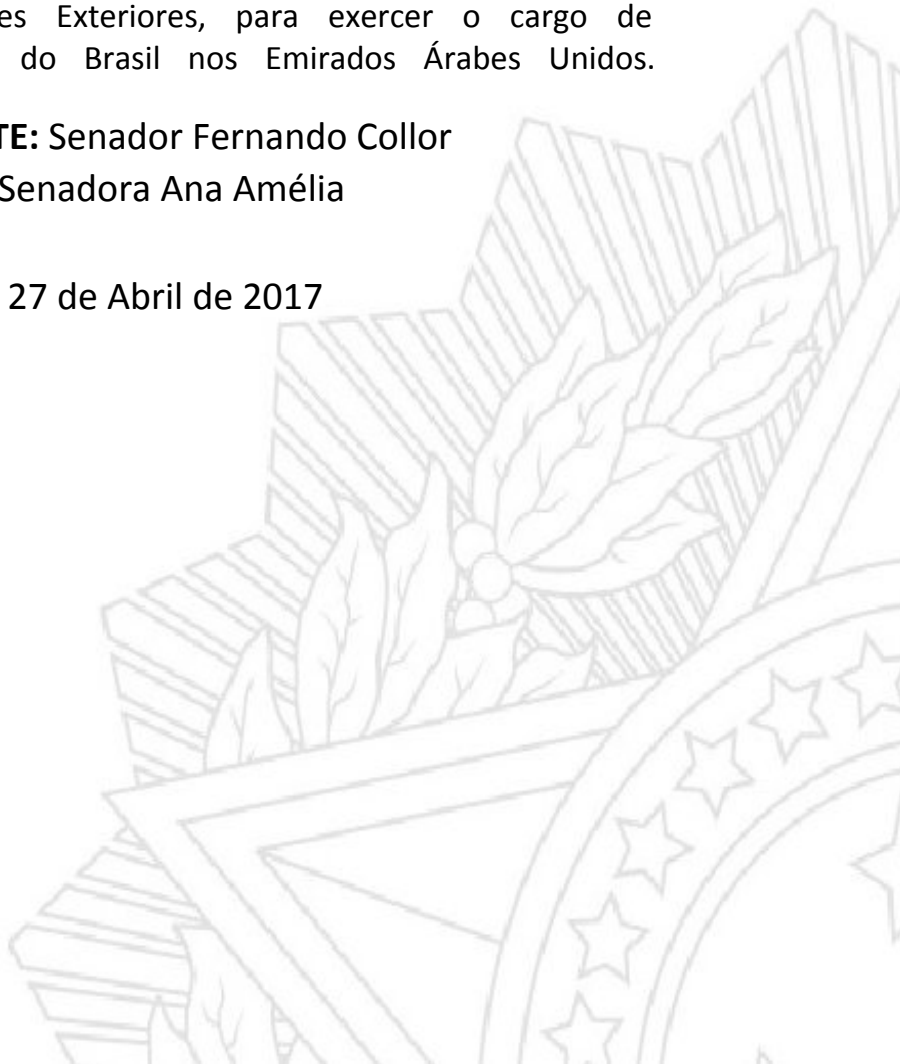 es Exteriores, para exercer o cargo de
do Brasil nos Emirados Árabes Unidos.
TE: Senador Fernando Collor
Senadora Ana Amélia
27 de Abril de 2017